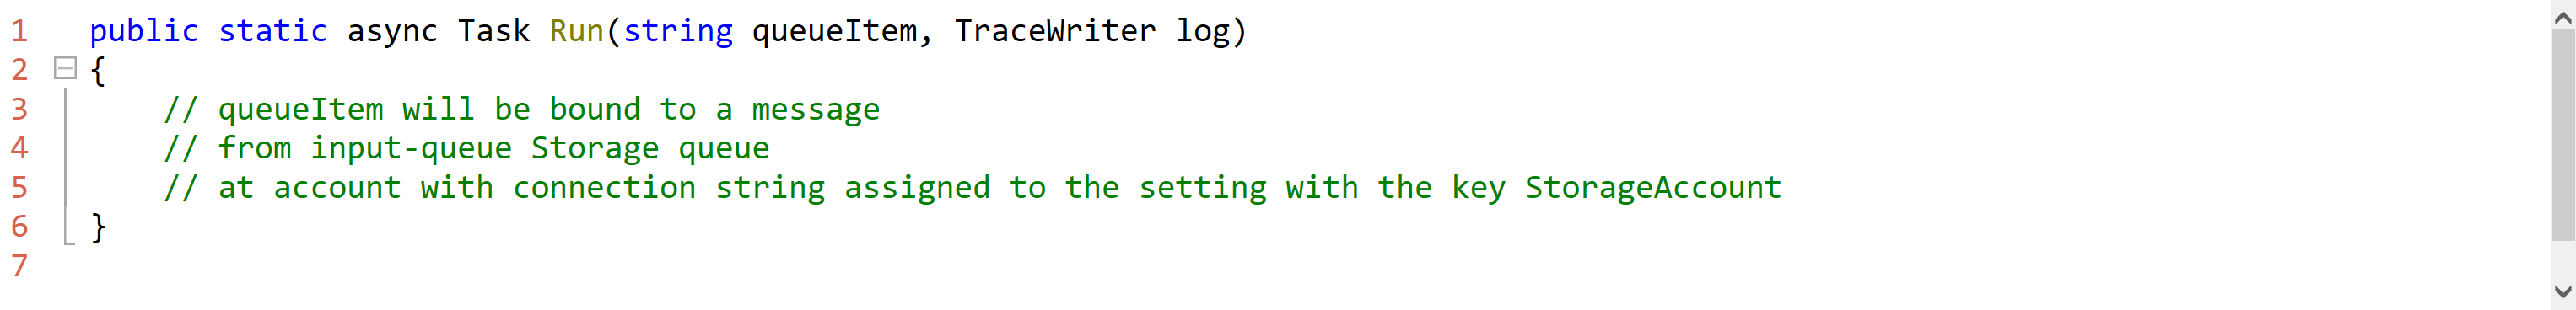 1 public static async Task Run(string queueItem, TraceWriter log)
2 {
3 // queueItem will be bound to a message
4 // from input-queue Storage queue
5 // at account with connection string assigned to the setting with the key StorageAccount
6 }
7